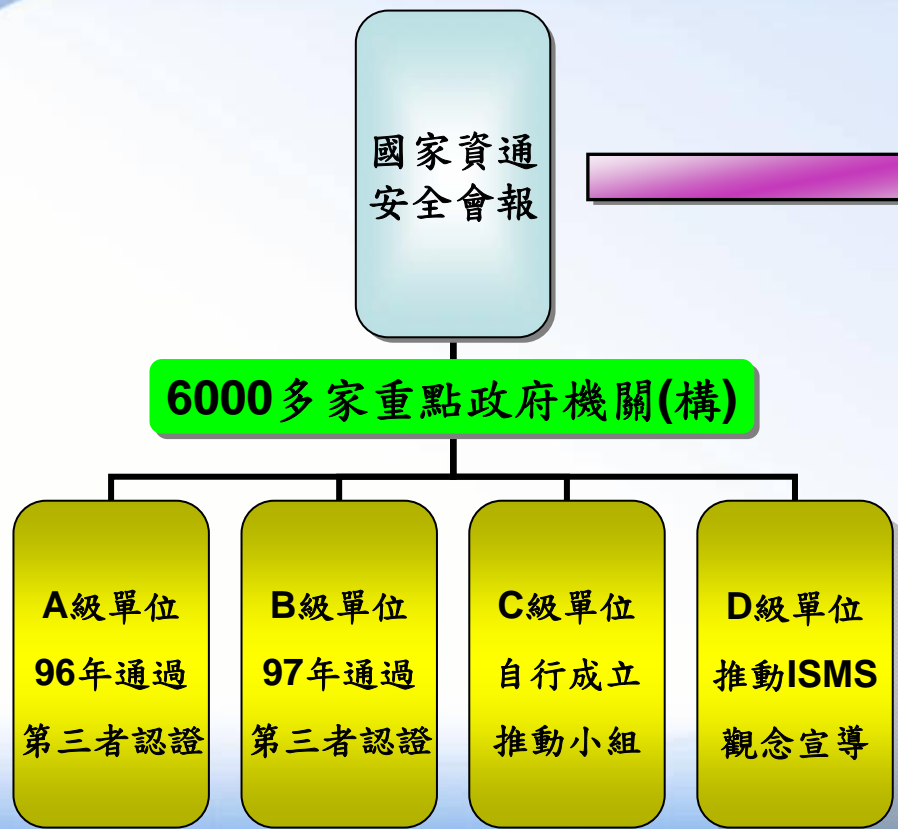 國家資通
安全會報
6000多家重點政府機關(構)
A級單位
96年通過
第三者認證
B級單位
97年通過
第三者認證
C級單位
自行成立
推動小組
D級單位
推動ISMS
觀念宣導